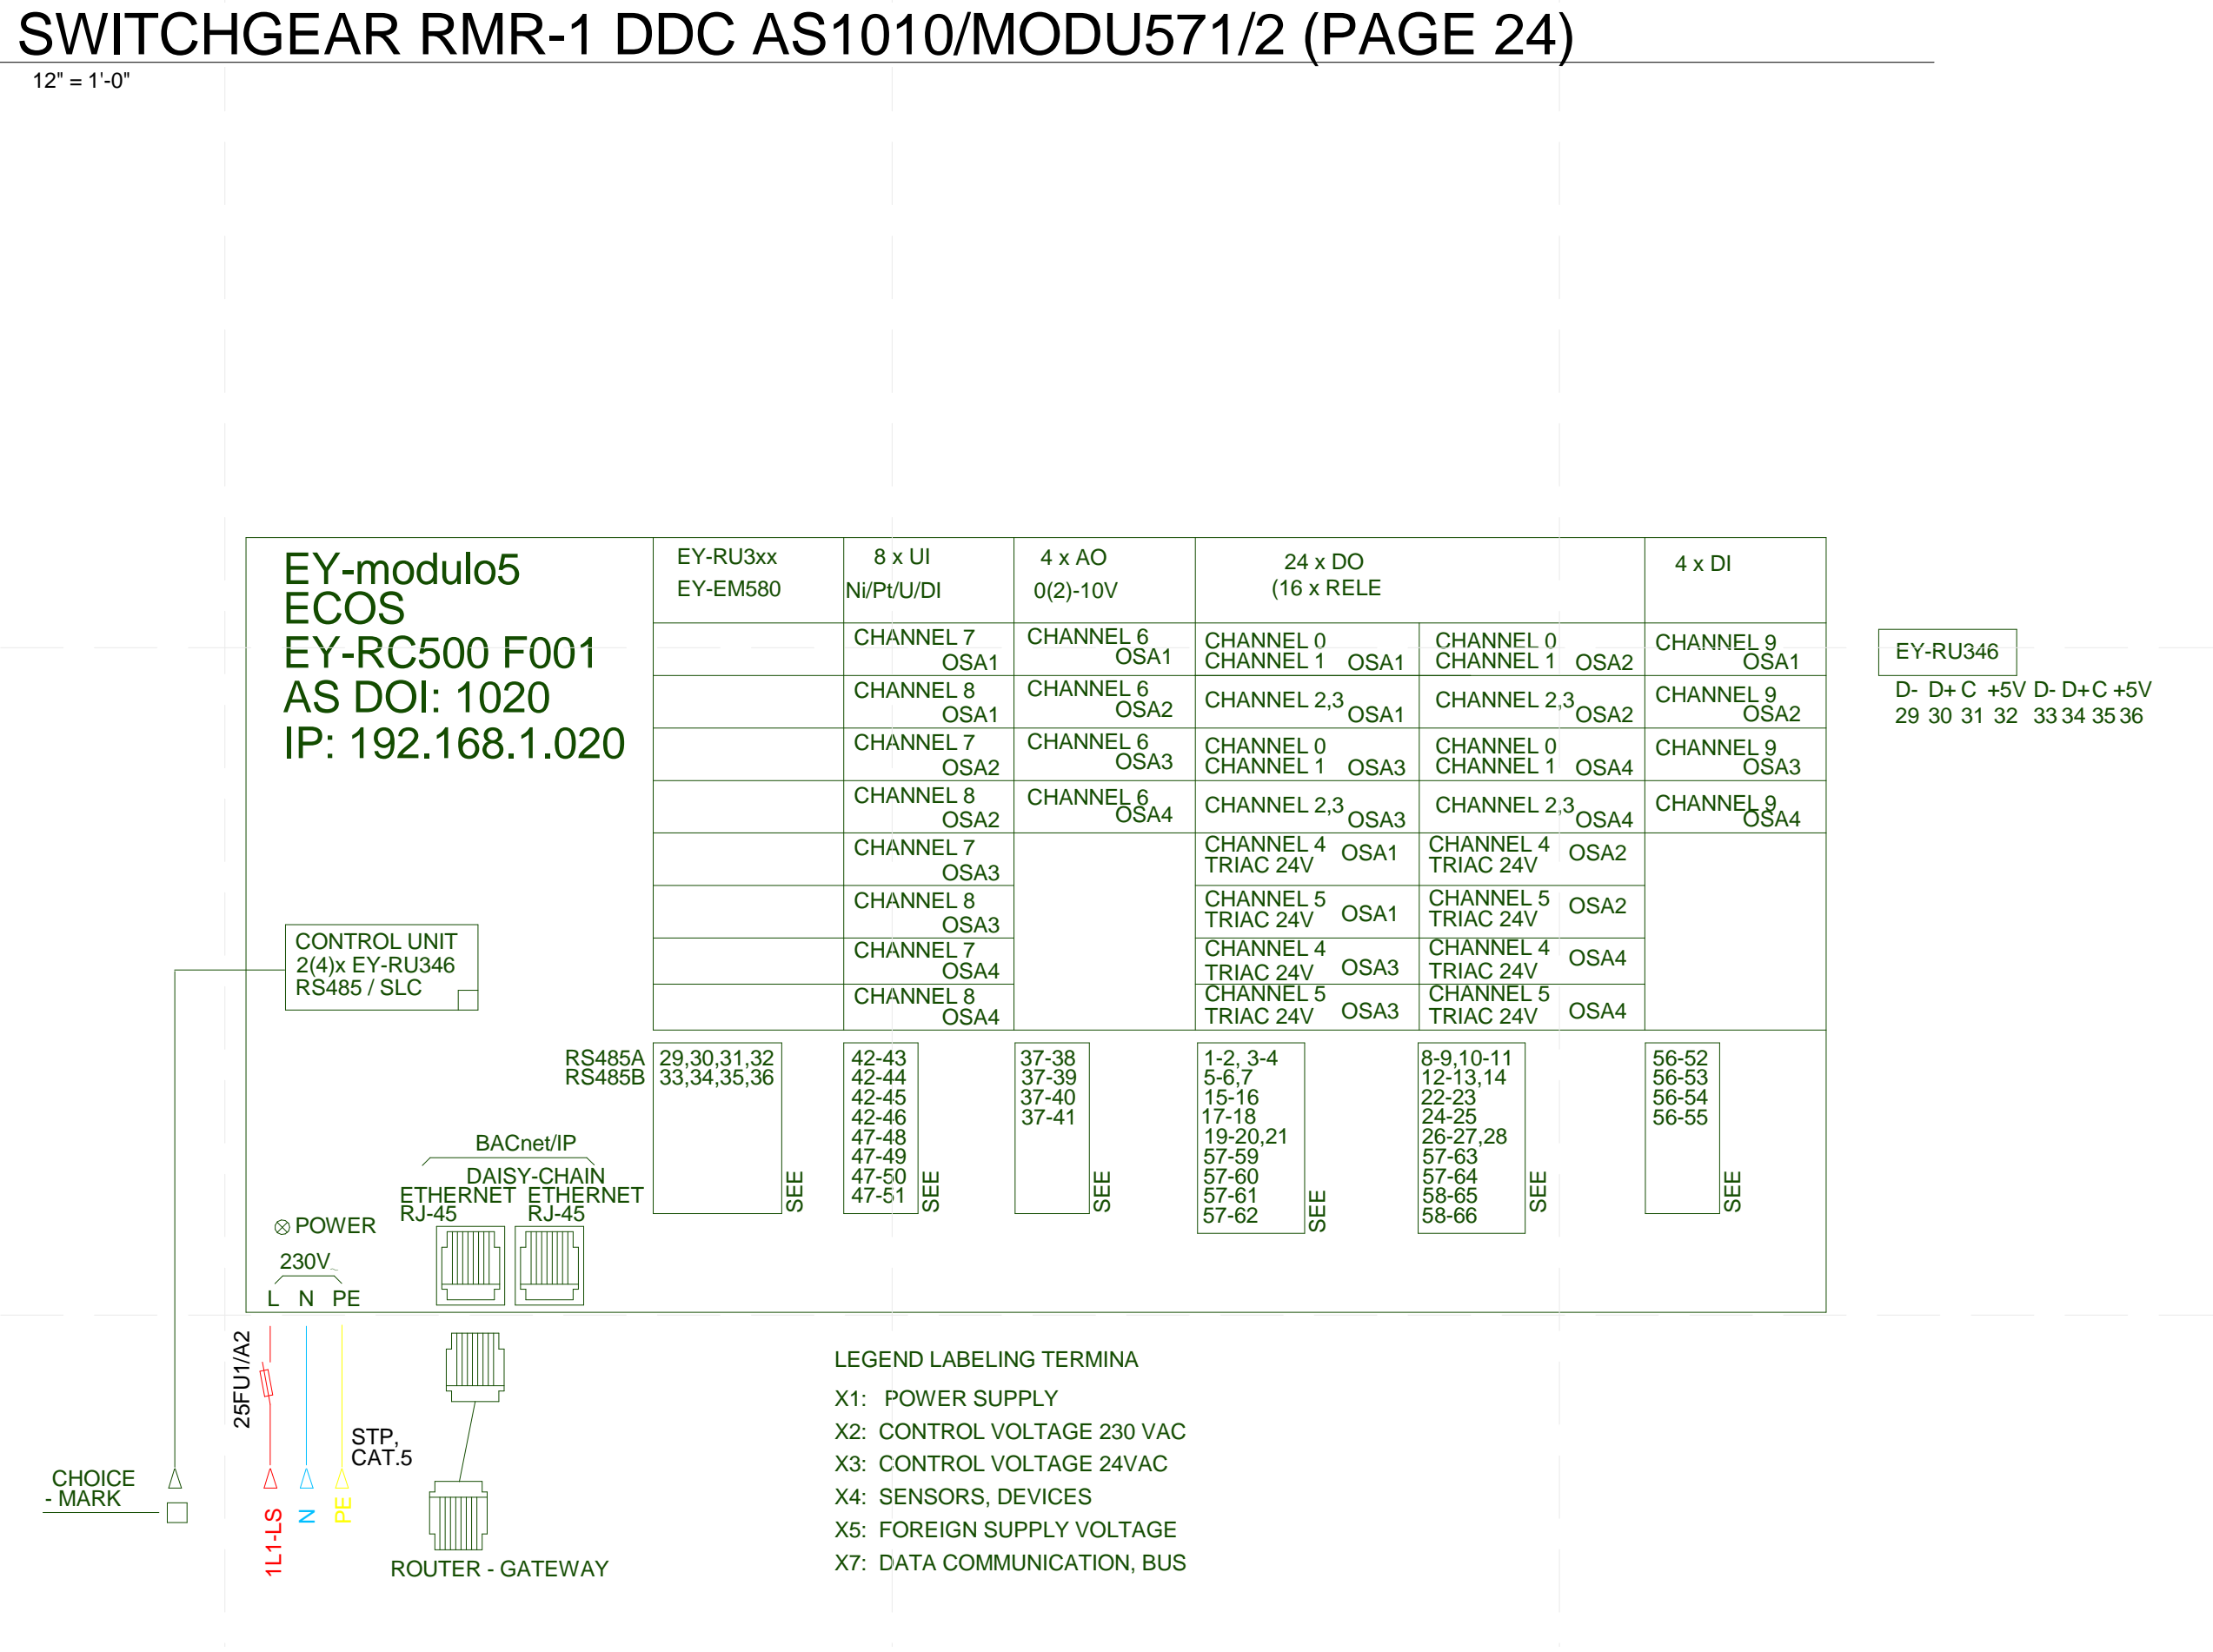 SWITCHGEAR RMR-1 DDC AS1010/MODU571/2 (PAGE 24)
12" = 1'-0"
EY-modulo5
ECOS
EY-RC500 F001
AS DOI: 1020
IP: 192.168.1.020
EY-RU3xx
EY-EM580
8 x UI
Ni/Pt/U/DI
4 x AO
0(2)-10V
24 x DO
(16 x RELE
4 x DI
CHANNEL 7
OSA1
CHANNEL 6
OSA1
CHANNEL 0
CHANNEL 1 OSA1
CHANNEL 0
CHANNEL 1 OSA2
CHANNEL 9
OSA1
CHANNEL 8
OSA1
CHANNEL 6
OSA2
CHANNEL 2,3
OSA1
CHANNEL 2,3
OSA2
CHANNEL 9
OSA2
CHANNEL 7
OSA2
CHANNEL 6
OSA3
CHANNEL 0
CHANNEL 1 OSA3
CHANNEL 0
CHANNEL 1 OSA4
CHANNEL 9
OSA3
CHANNEL 8
OSA2
CHANNEL 6
OSA4
CHANNEL 2,3
OSA3
CHANNEL 2,3
OSA4
CHANNEL 9
OSA4
CHANNEL 7
OSA3
CHANNEL 4 OSA1
TRIAC 24V
CHANNEL 4 OSA2
TRIAC 24V
CHANNEL 8
OSA3
CHANNEL 5 OSA1
TRIAC 24V
CHANNEL 5 OSA2
TRIAC 24V
CHANNEL 7
OSA4
CHANNEL 4
TRIAC 24V OSA3
CHANNEL 4 OSA4
TRIAC 24V
CHANNEL 8
OSA4
CHANNEL 5
TRIAC 24V OSA3
CHANNEL 5
TRIAC 24V OSA4
EY-RU346
D- D+ C +5V D- D+ C +5V
29 30 31 32 33 34 35 36
CONTROL UNIT
2(4)x EY-RU346
RS485 / SLC
RS485A 29,30,31,32
RS485B 33,34,35,36
SEE
42-43
42-44
42-45
42-46
47-48
47-49
47-50
47-51
SEE
37-38
37-39
37-40
37-41
SEE
1-2, 3-4
5-6,7
15-16
17-18
19-20,21
57-59
57-60
57-61
57-62
SEE
8-9,10-11
12-13,14
22-23
24-25
26-27,28
57-63
57-64
58-65
58-66
SEE
56-52
56-53
56-54
56-55
SEE
BACnet/IP
DAISY-CHAIN
ETHERNET ETHERNET
RJ-45 RJ-45
POWER
230V~
L N PE
25FU1/A2
STP,
CAT.5
CHOICE
- MARK
1L1-LS
N
PE
ROUTER - GATEWAY
LEGEND LABELING TERMINA
X1: POWER SUPPLY
X2: CONTROL VOLTAGE 230 VAC
X3: CONTROL VOLTAGE 24VAC
X4: SENSORS, DEVICES
X5: FOREIGN SUPPLY VOLTAGE
X7: DATA COMMUNICATION, BUS